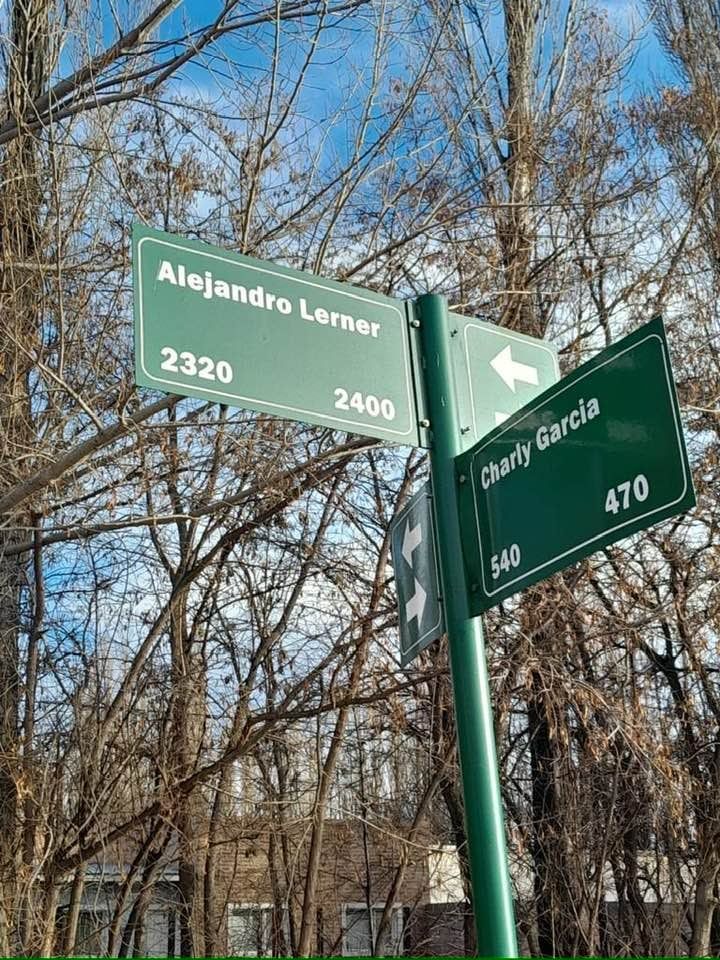 Alejandro Lerner
2320 2400
Charly Garcia
540 470